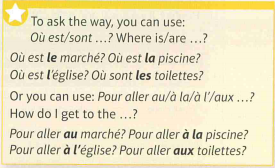 To ask the way, you can use:
Où est/sont …? Where is/are …?
Où est le marché? Où est la piscine?
Où est l'église? Où sont les toilettes?
Or you can use: Pour aller au/à la/à l'/aux …?
How do I get to the …?
Pour aller au marché? Pour aller à la piscine?
Pour aller à l'église? Pour aller aux toilettes?